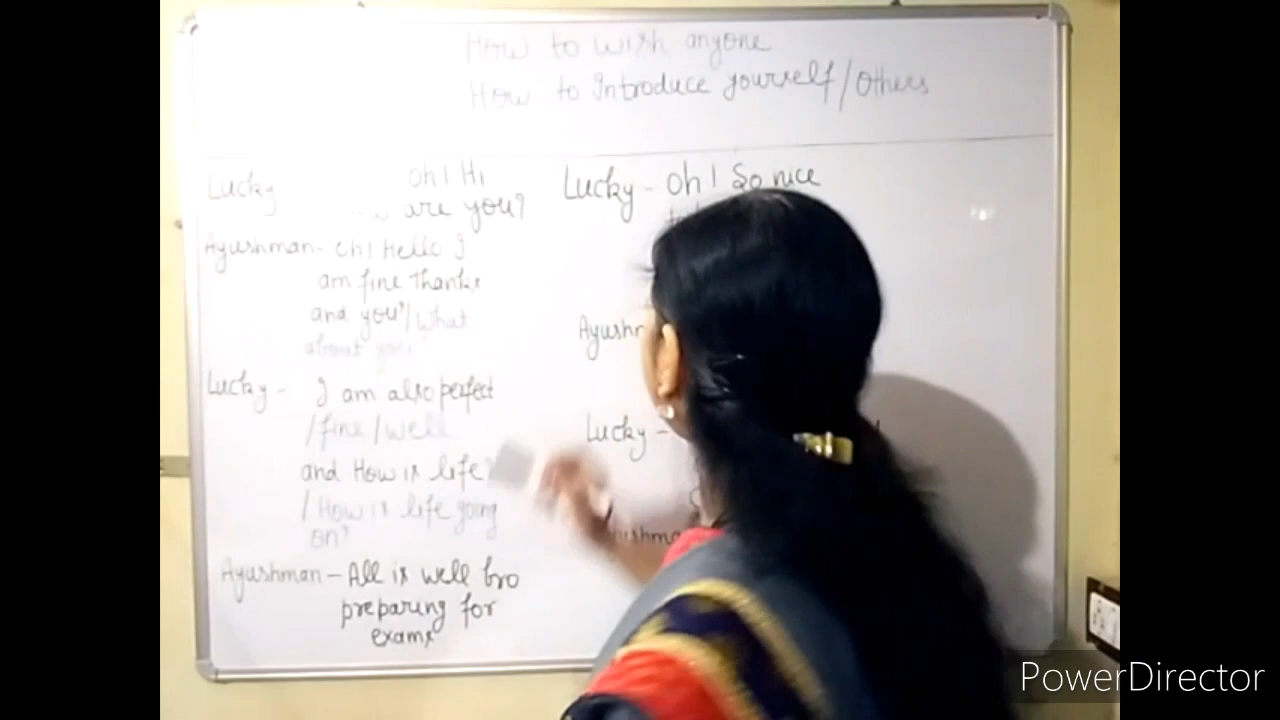 How to wish anyone
How to Introduce yourself/Others
Lucky Oh! Hi
are you?
Ayushman- Oh! Hello I
am fine Thanks
and you?/What
about you?
Lucky - I am also perfect
/fine/well
and How is life?
/How is life going
on?
Ayushman - All is well bro
preparing for
exams
Lucky - Oh! So nice
Lucky -
PowerDirector